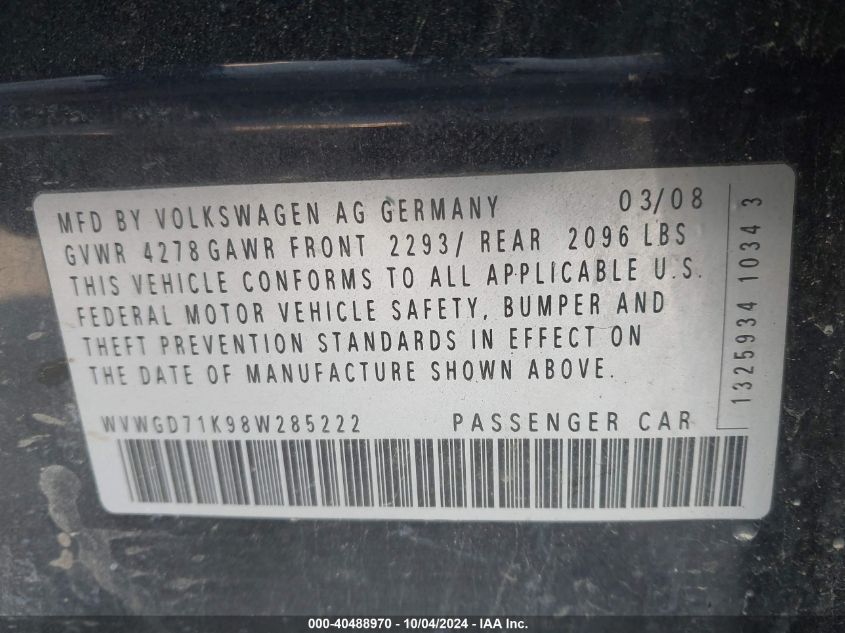 MFD BY VOLKSWAGEN AG GERMANY 03/08
GVWR 4278 GAWR FRONT 2293/ REAR 2096 LBS
THIS VEHICLE CONFORMS TO ALL APPLICABLE U.S.
FEDERAL MOTOR VEHICLE SAFETY, BUMPER AND
THEFT PREVENTION STANDARDS IN EFFECT ON
THE DATE OF MANUFACTURE SHOWN ABOVE.
WVWGD71K98W285222 PASSENGER CAR
1325934 1034 3
000-40488970 - 10/04/2024 - IAA Inc.